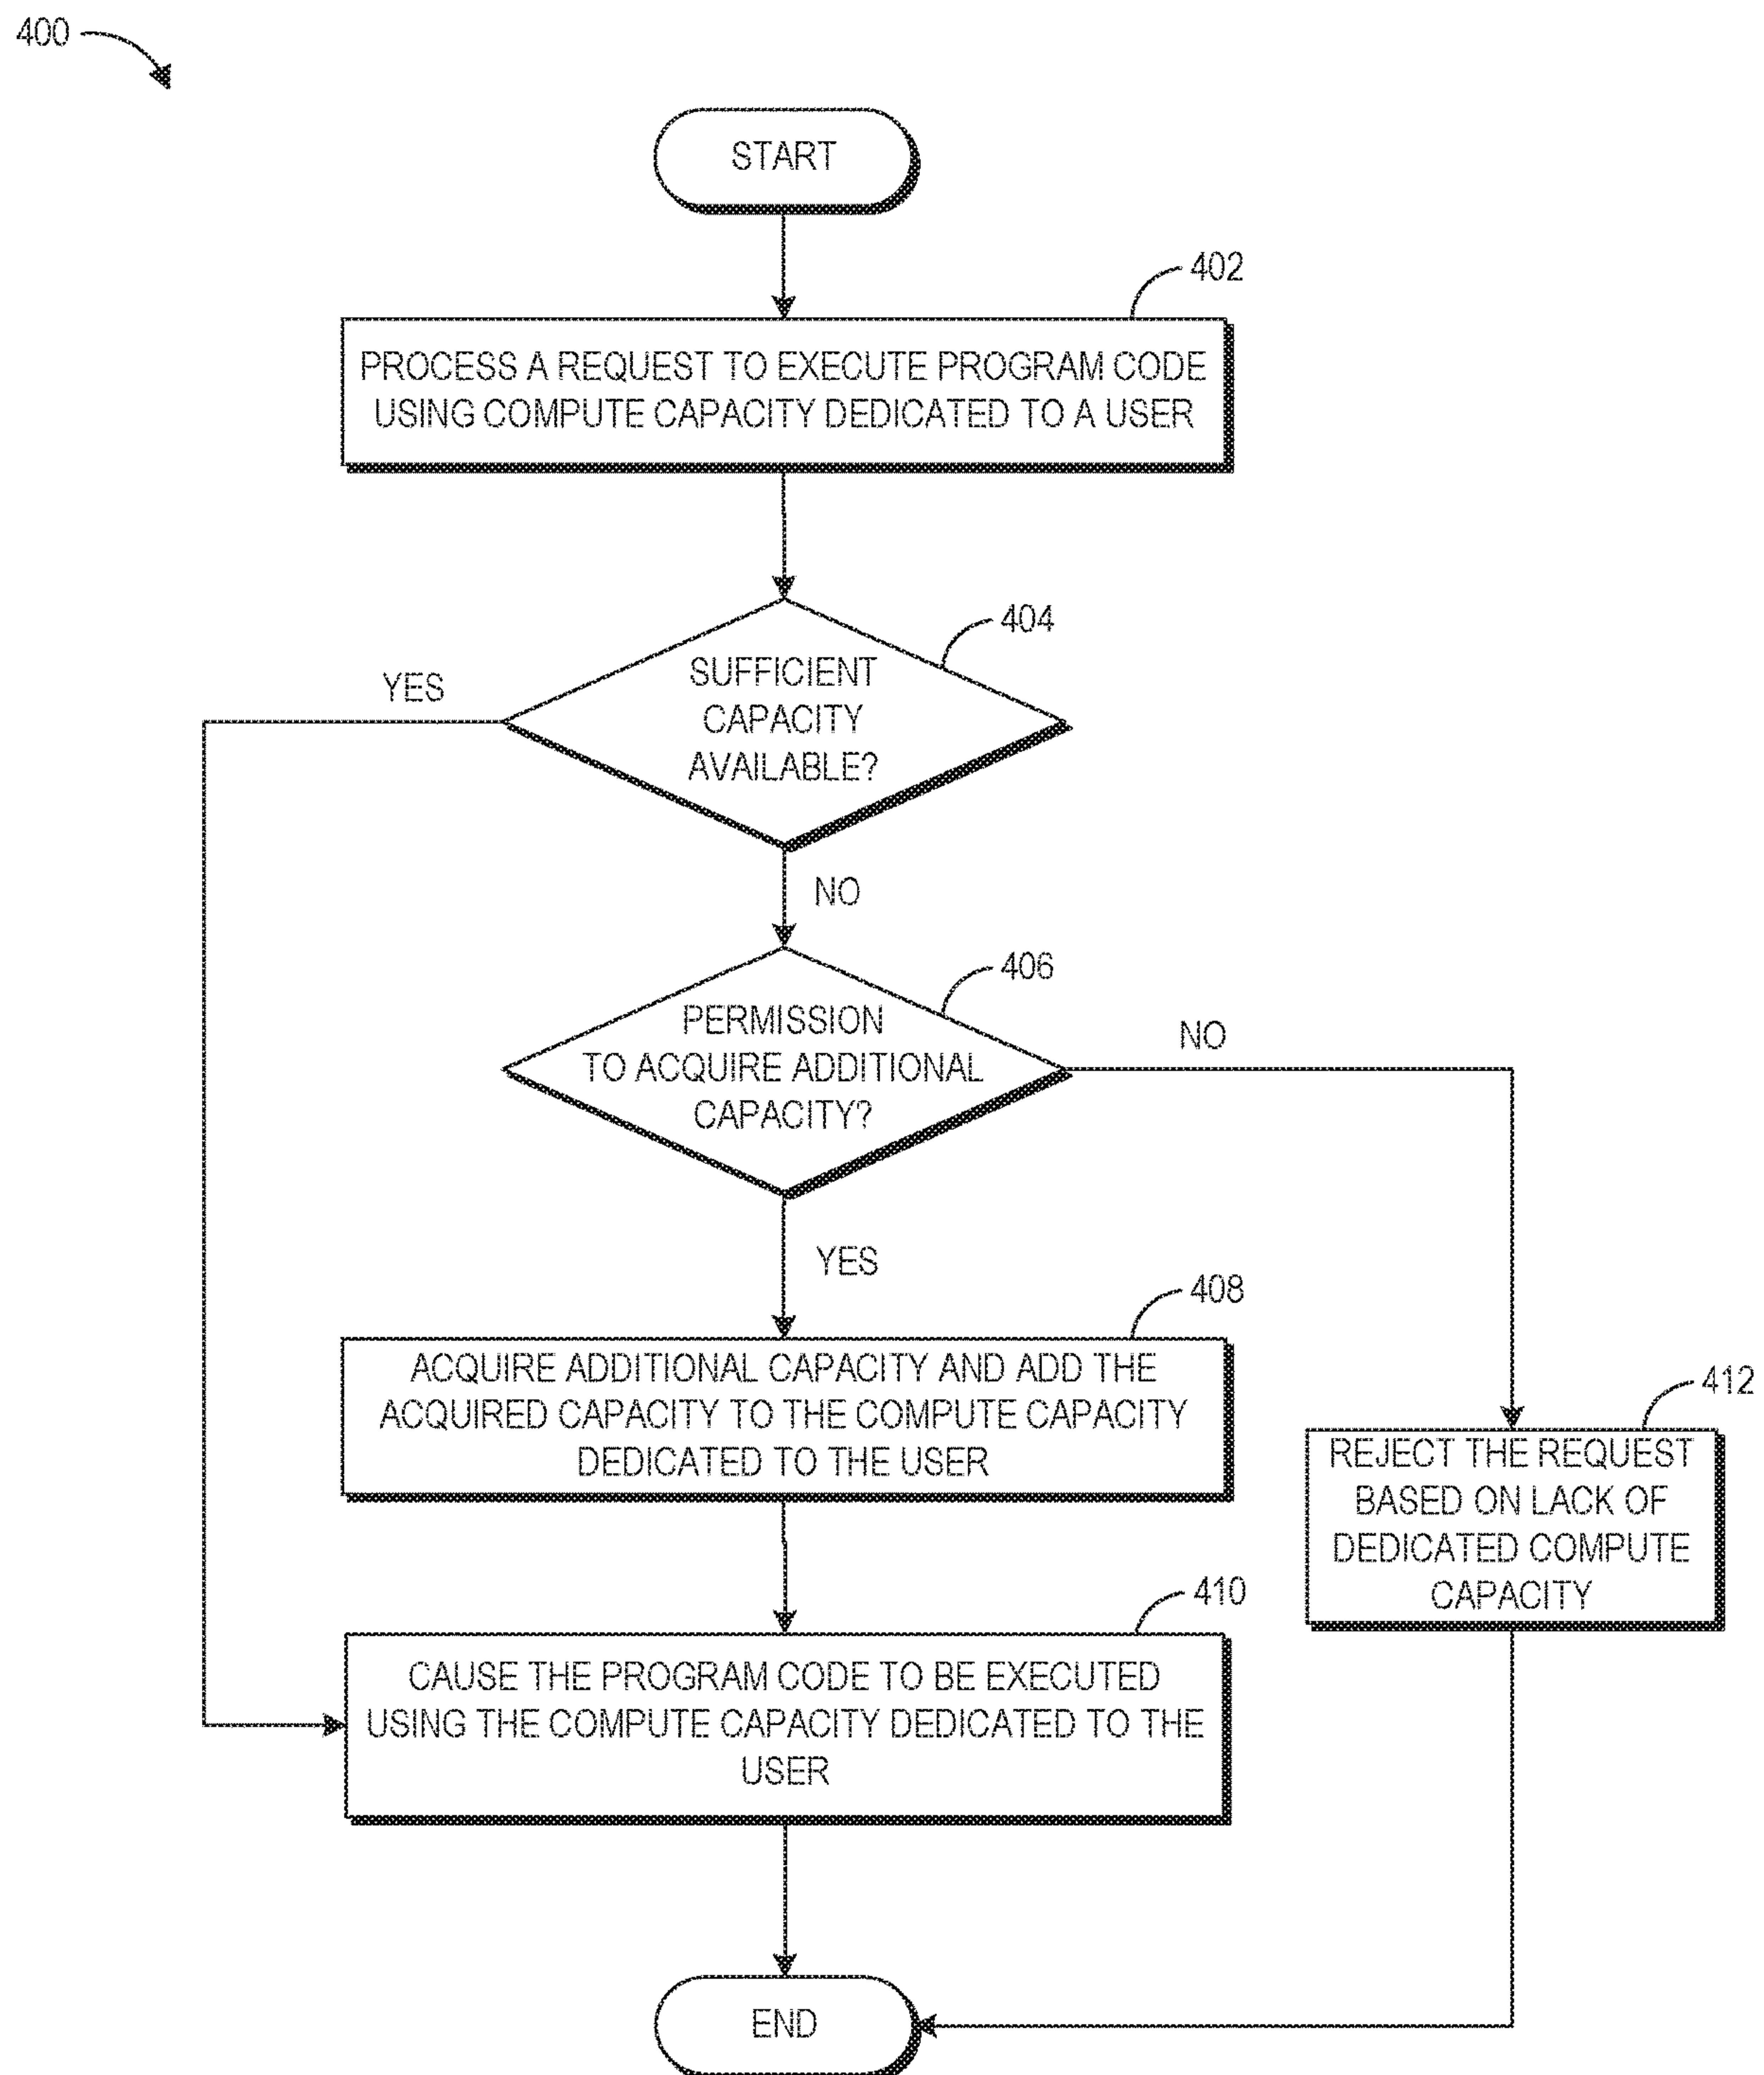 400
START
402
PROCESS A REQUEST TO EXECUTE PROGRAM CODE
USING COMPUTE CAPACITY DEDICATED TO A USER
404
SUFFICIENT
CAPACITY
AVAILABLE?
YES
NO
406
PERMISSION
TO ACQUIRE ADDITIONAL
CAPACITY?
NO
YES
408
ACQUIRE ADDITIONAL CAPACITY AND ADD THE
ACQUIRED CAPACITY TO THE COMPUTE CAPACITY
DEDICATED TO THE USER
412
REJECT THE REQUEST
BASED ON LACK OF
DEDICATED COMPUTE
CAPACITY
410
CAUSE THE PROGRAM CODE TO BE EXECUTED
USING THE COMPUTE CAPACITY DEDICATED TO THE
USER
END